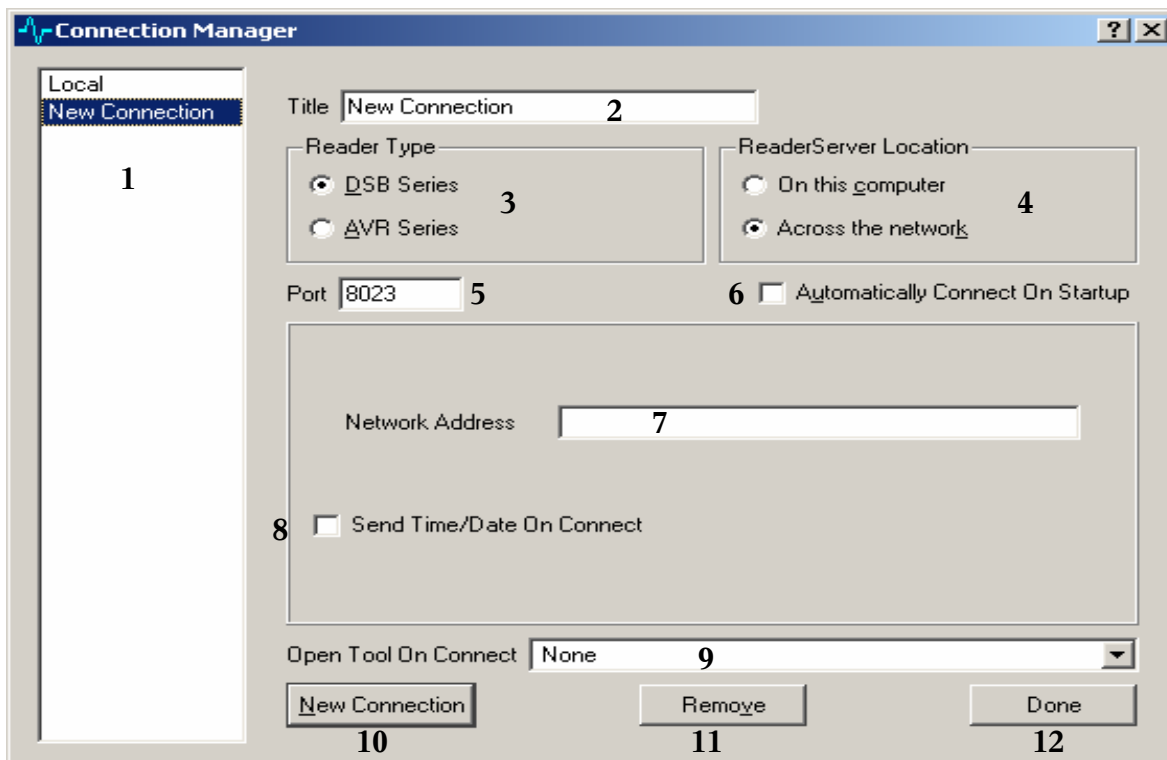 Connection Manager
Local
New Connection
1
Title New Connection 2
Reader Type
DSB Series
AVR Series
3
ReaderServer Location
On this computer
Across the network
4
Port 8023 5
6 Automatically Connect On Startup
Network Address 7
8 Send Time/Date On Connect
Open Tool On Connect None 9
New Connection Remove Done
10 11 12